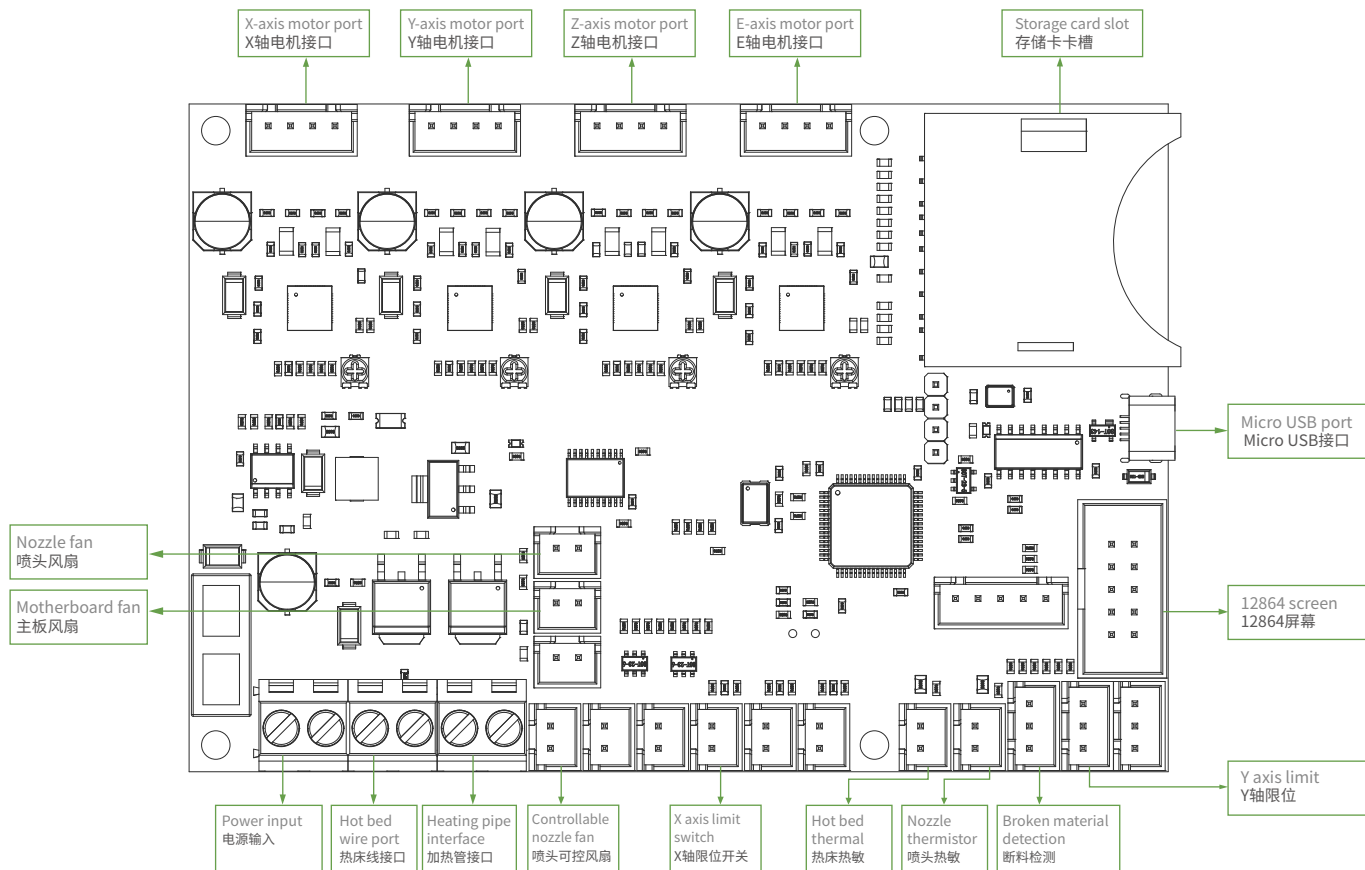 X-axis motor port
X轴电机接口
Y-axis motor port
Y轴电机接口
Z-axis motor port
Z轴电机接口
E-axis motor port
E轴电机接口
Storage card slot
存储卡卡槽
Micro USB port
Micro USB接口
Nozzle fan
喷头风扇
Motherboard fan
主板风扇
12864 screen
12864屏幕
Y axis limit
Y轴限位
Power input
电源输入
Hot bed
wire port
热床线接口
Heating pipe
interface
加热管接口
Controllable
nozzle fan
喷头可控风扇
X axis limit
switch
X轴限位开关
Hot bed
thermal
热床热敏
Nozzle
thermistor
喷头热敏
Broken material
detection
断料检测